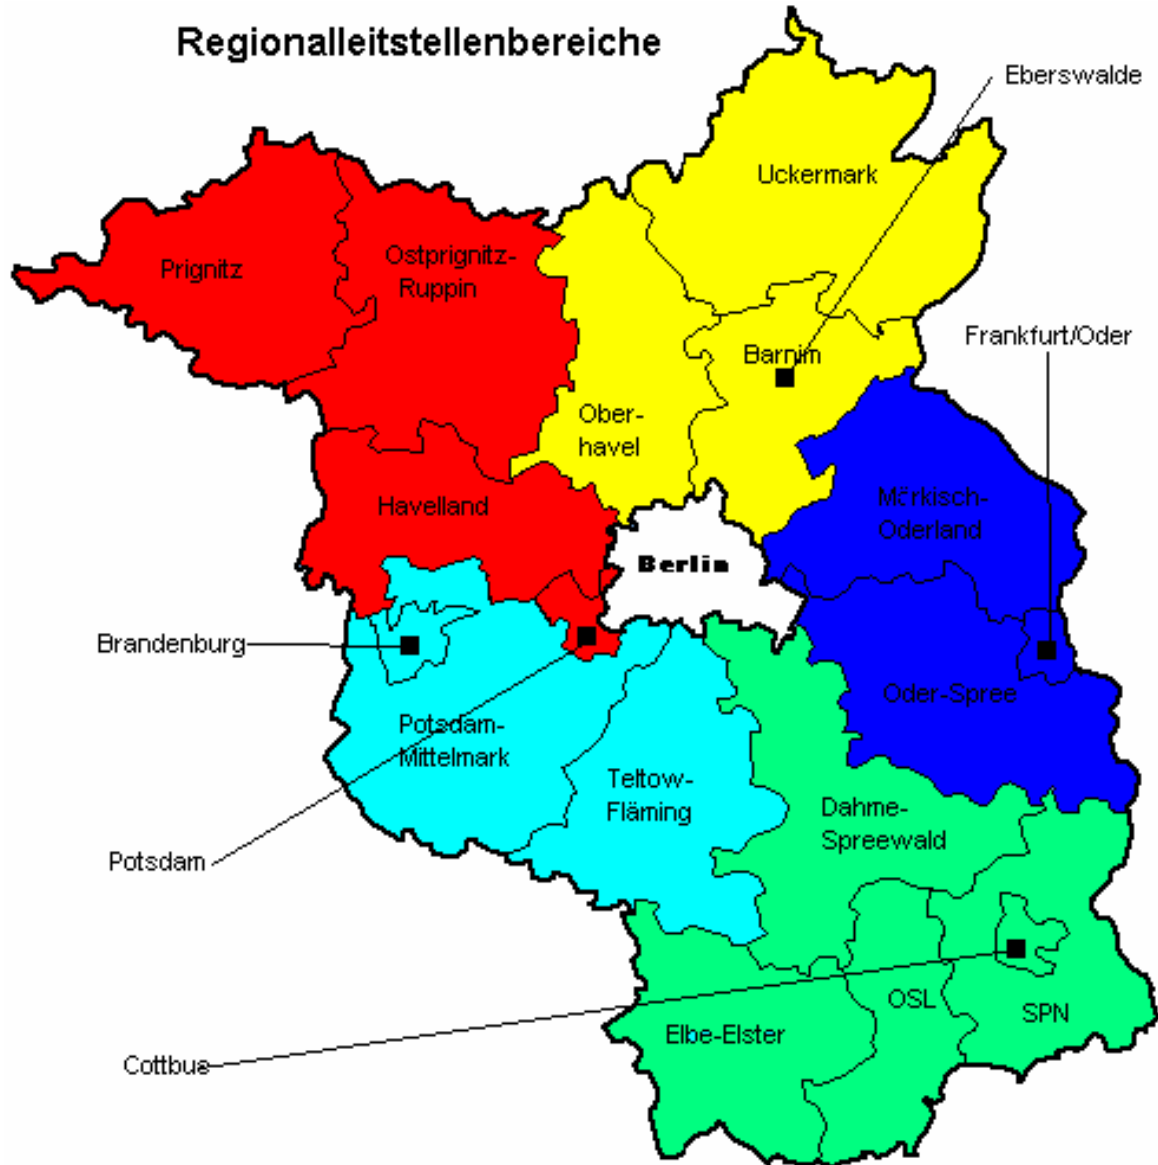 Regionalleitstellenbereiche
Eberswalde
Uckermark
Prignitz
Ostprignitz-
Ruppin
Frankfurt/Oder
Barnim
Ober-
havel
Havelland
Mörkisch-
Oderland
Berlin
Brandenburg
Oder-Spree
Potsdam-
Mittelmark
Teltow-
Fläming
Dahme-
Spreewald
Potsdam
OSL
SPN
Elbe-Elster
Cottbus